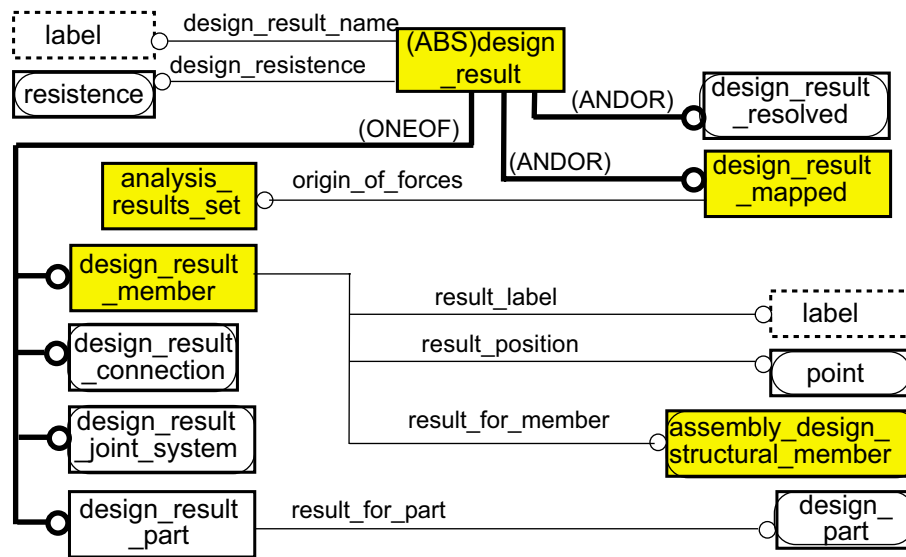 label
design_result_name
(ABS)design
_result
resistence
design_resistence
(ANDOR)
design_result
_resolved
(ONEOF)
(ANDOR)
analysis_
results_set
origin_of_forces
design_result
_mapped
design_result
_member
result_label
label
design_result
_connection
result_position
point
design_result
_joint_system
result_for_member
assembly_design_
structural_member
design_result
_part
result_for_part
design_
_part